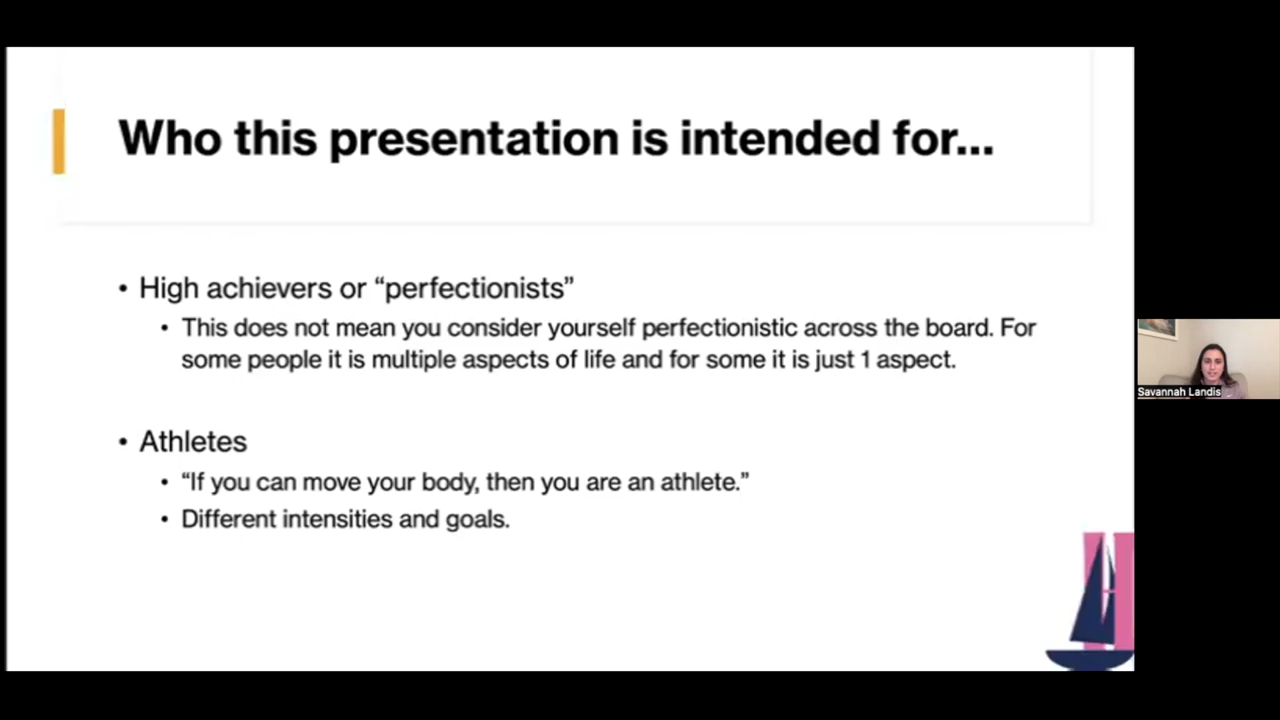 Who this presentation is intended for...
• High achievers or “perfectionists”
• This does not mean you consider yourself perfectionistic across the board. For
some people it is multiple aspects of life and for some it is just 1 aspect.
• Athletes
• “If you can move your body, then you are an athlete.”
• Different intensities and goals.
Savannah Landis